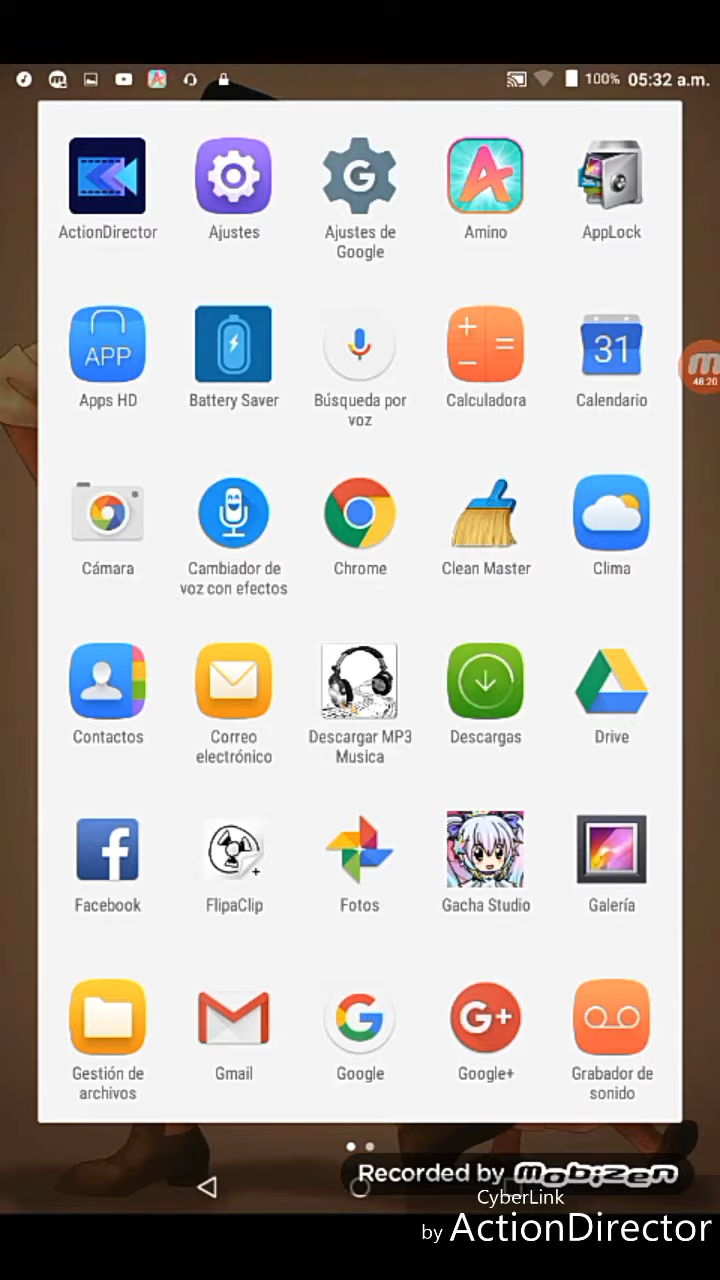 100% 05:32 a.m.
ActionDirector
Ajustes
Ajustes de
Google
Amino
AppLock
APP
31
48:20
Apps HD
Battery Saver
Búsqueda por
voz
Calculadora
Calendario
Cámara
Cambiador de
voz con efectos
Chrome
Clean Master
Clima
Contactos
Correo
electrónico
Descargar MP3
Musica
Descargas
Drive
Facebook
FlipaClip
Fotos
Gacha Studio
Galería
G+
Gestión de
archivos
Gmail
Google
Google+
Grabador de
sonido
Recorded by Mobizen
CyberLink
by ActionDirector